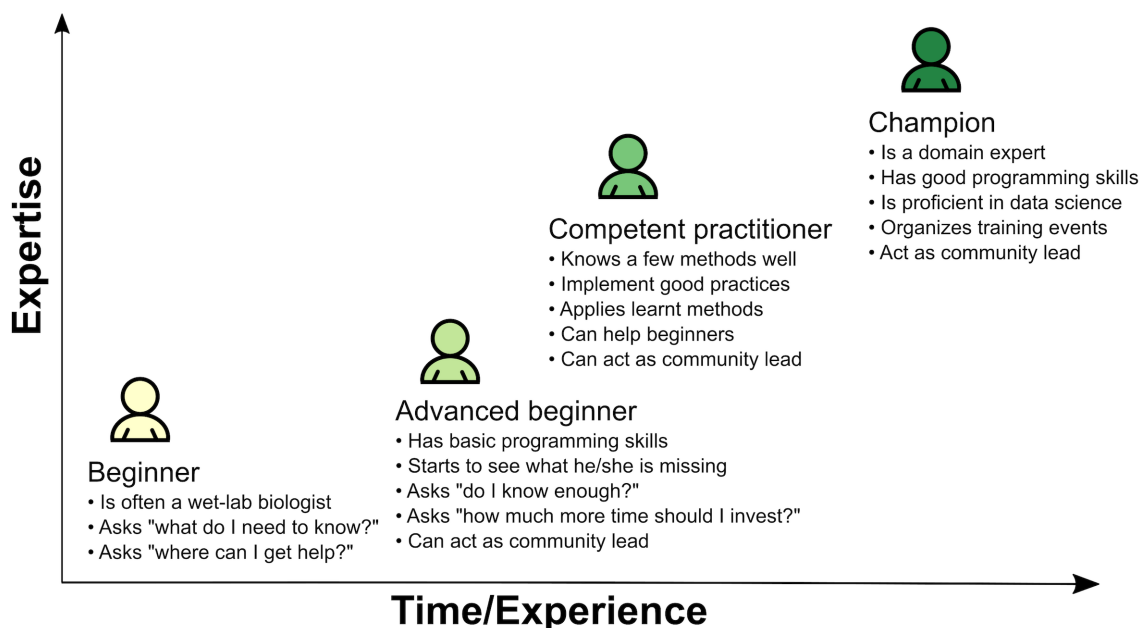 Expertise
Champion
• Is a domain expert
• Has good programming skills
• Is proficient in data science
• Organizes training events
• Act as community lead
Competent practitioner
• Knows a few methods well
• Implement good practices
• Applies learnt methods
• Can help beginners
• Can act as community lead
Advanced beginner
• Has basic programming skills
• Starts to see what he/she is missing
• Asks "do I know enough?"
• Asks "how much more time should I invest?"
• Can act as community lead
Beginner
• Is often a wet-lab biologist
• Asks "what do I need to know?"
• Asks "where can I get help?"
Time/Experience